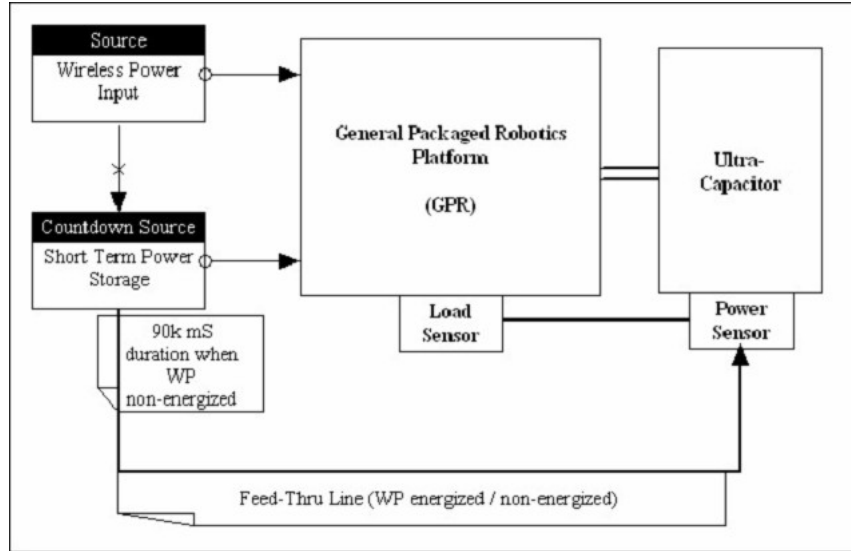 Source
Wireless Power
Input
General Packaged Robotics
Platform
(GPR)
Ultra-
Capacitor
Countdown Source
Short Term Power
Storage
Load
Sensor
Power
Sensor
90k mS
duration when
WP
non-energized
Feed-Thru Line (WP energized / non-energized)